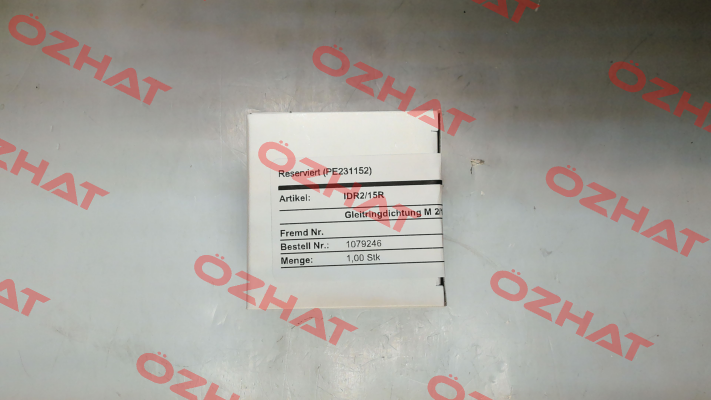 Reserviert (PE231152)
Artikel: IDR2/15R
Gleitringdichtung M
Fremd Nr.
Bestell Nr.: 1079246
Menge: 1,00 Stk
ÖZHAT
ÖZHAT
ÖZHAT
ÖZHAT
ÖZHAT
ÖZHAT
ÖZHAT
ÖZHAT
ÖZHAT